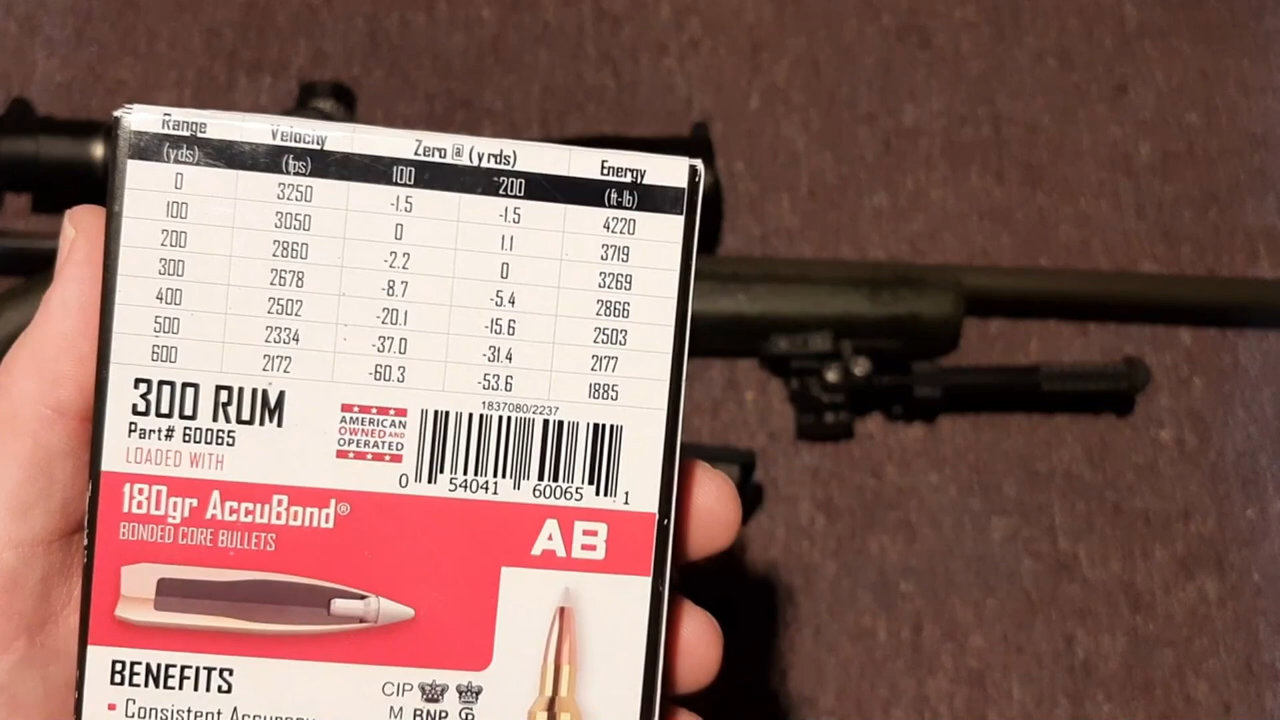 Range Velocity Zero @ (yrds) Energy
(yds) (fps) 100 200 (ft-lb)
0 3250 -1.5 -1.5 4220
100 3050 0 1.1 3719
200 2860 -2.2 0 3269
300 2678 -8.7 -5.4 2866
400 2502 -20.1 -15.6 2503
500 2334 -37.0 -31.4 2177
600 2172 -60.3 -53.6 1885
300 RUM
Part# 60065
LOADED WITH
AMERICAN
OWNED AND
OPERATED
1837080/2237
0 54041 60065 1
180gr AccuBond®
BONDED CORE BULLETS
AB
BENEFITS
Consistent Accuracy
CIP
M BNP